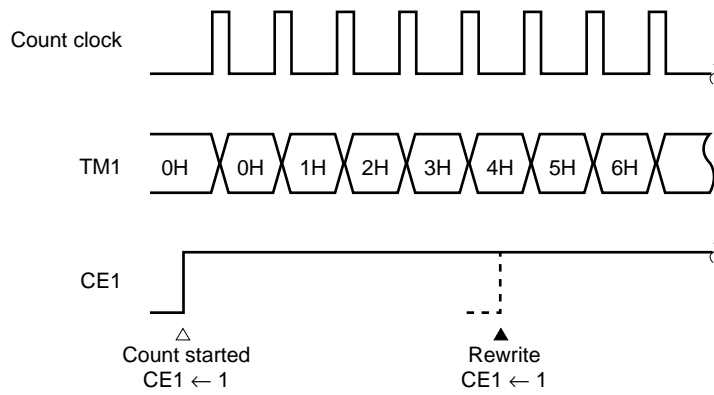 Count clock
TM1
0H 0H 1H 2H 3H 4H 5H 6H
CE1
Count started
CE1 ← 1
Rewrite
CE1 ← 1